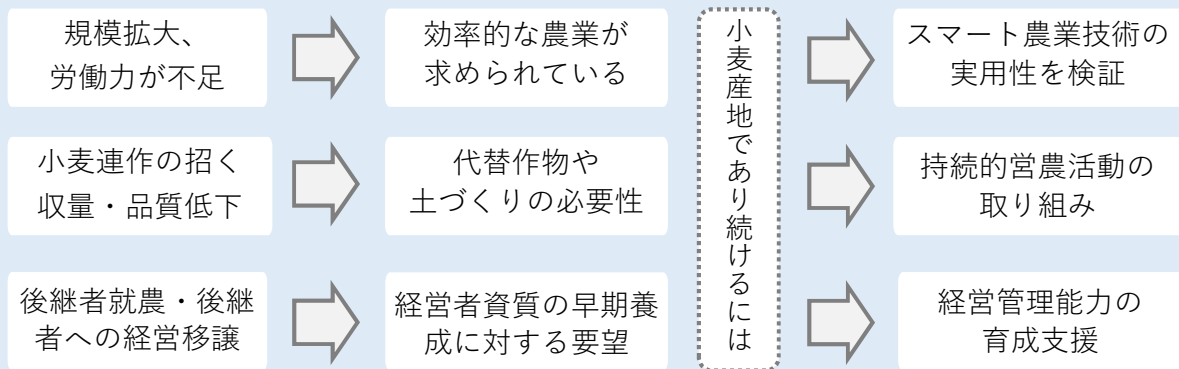 規模拡大、
労働力が不足
効率的な農業が
求められている
小麦産地であり続けるには
スマート農業技術の
実用性を検証
小麦連作の招く
収量・品質低下
代替作物や
土づくりの必要性
持続的営農活動の
取り組み
後継者就農・後継
者への経営移譲
経営者資質の早期養
成に対する要望
経営管理能力の
育成支援